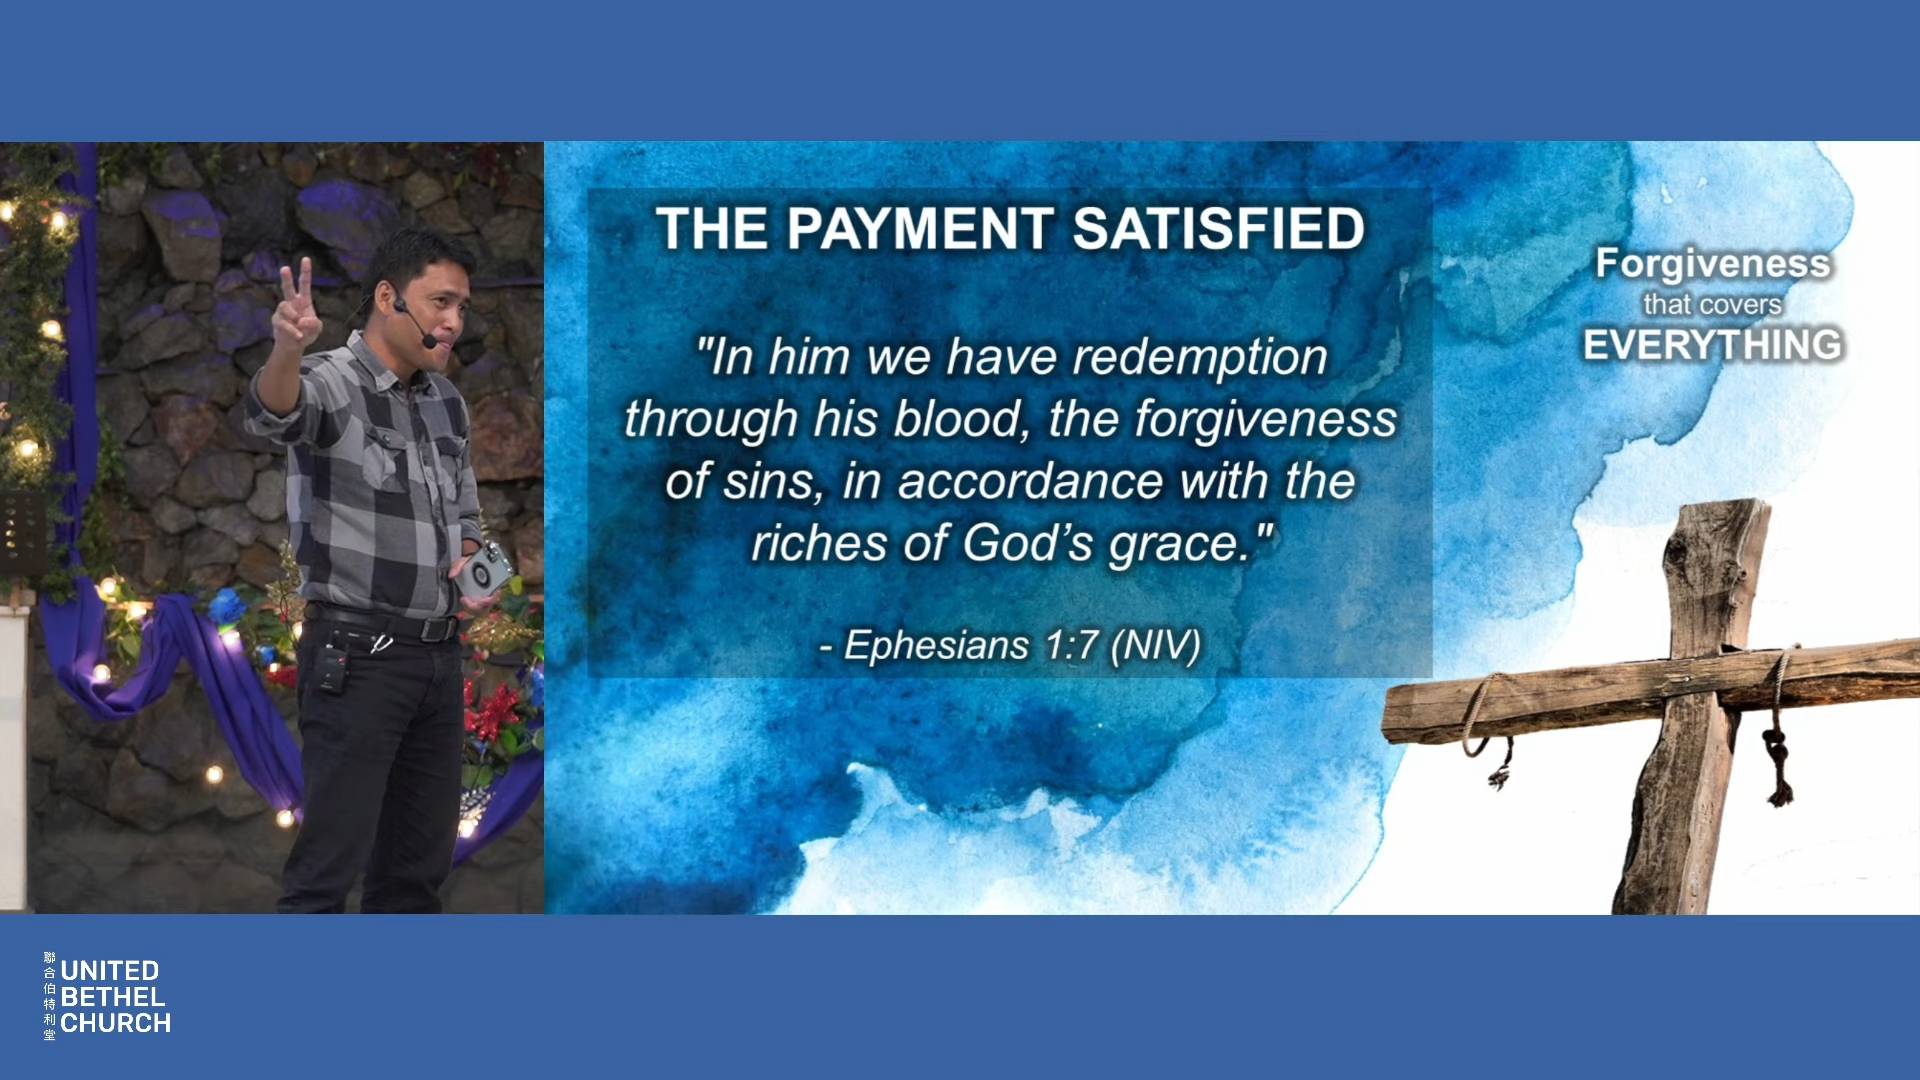 THE PAYMENT SATISFIED
"In him we have redemption
through his blood, the forgiveness
of sins, in accordance with the
riches of God’s grace."
- Ephesians 1:7 (NIV)
Forgiveness
that covers
EVERYTHING
聯合伯特利堂
UNITED
BETHEL
CHURCH